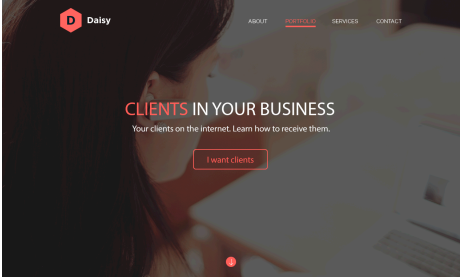 D Daisy
ABOUT PORTFOLIO SERVICES CONTACT
CLIENTS IN YOUR BUSINESS
Your clients on the internet. Learn how to receive them.
I want clients